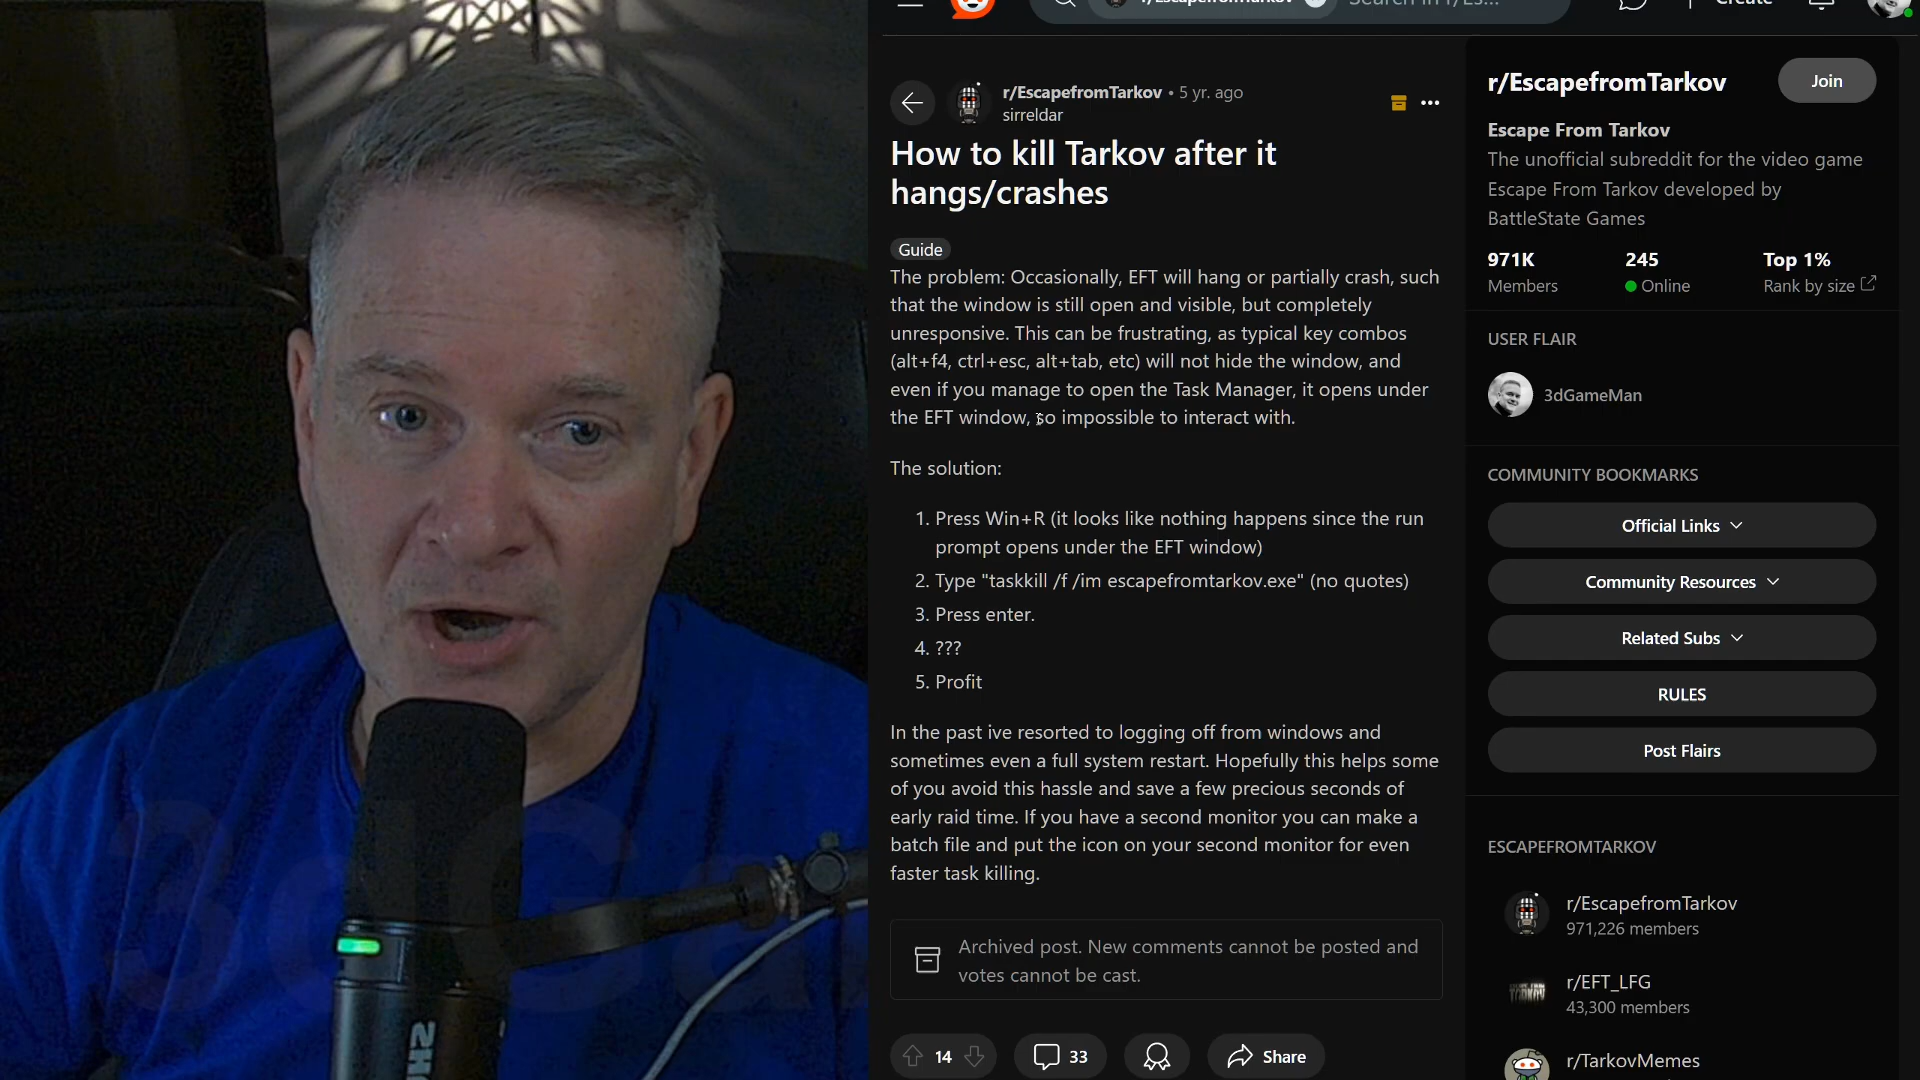 Create
r/EscapefromTarkov • 5 yr. ago
sirreldar
How to kill Tarkov after it
hangs/crashes
Guide
The problem: Occasionally, EFT will hang or partially crash, such
that the window is still open and visible, but completely
unresponsive. This can be frustrating, as typical key combos
(alt+f4, ctrl+esc, alt+tab, etc) will not hide the window, and
even if you manage to open the Task Manager, it opens under
the EFT window, so impossible to interact with.
The solution:
1. Press Win+R (it looks like nothing happens since the run
prompt opens under the EFT window)
2. Type "taskkill /f /im escapefromtarkov.exe" (no quotes)
3. Press enter.
4. ???
5. Profit
In the past ive resorted to logging off from windows and
sometimes even a full system restart. Hopefully this helps some
of you avoid this hassle and save a few precious seconds of
early raid time. If you have a second monitor you can make a
batch file and put the icon on your second monitor for even
faster task killing.
Archived post. New comments cannot be posted and
votes cannot be cast.
14
33
Share
r/EscapefromTarkov
Join
Escape From Tarkov
The unofficial subreddit for the video game
Escape From Tarkov developed by
BattleState Games
971K 245 Top 1%
Members Online Rank by size
USER FLAIR
3dGameMan
COMMUNITY BOOKMARKS
Official Links
Community Resources
Related Subs
RULES
Post Flairs
ESCAPEFROMTARKOV
r/EscapefromTarkov
971,226 members
r/EFT_LFG
43,300 members
r/TarkovMemes